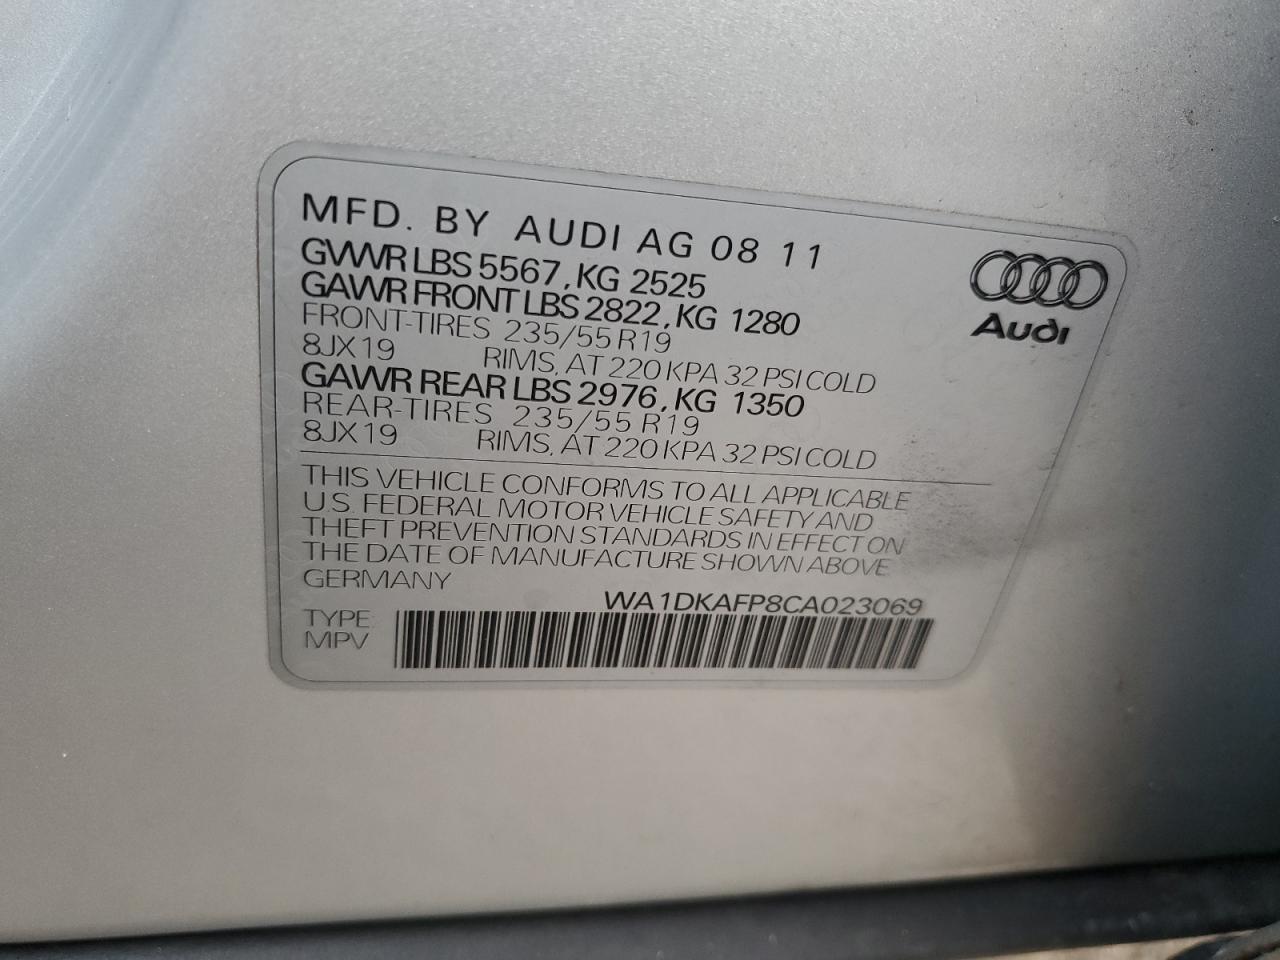 MFD. BY AUDI AG 08 11
GVWR LBS 5567, KG 2525
GAWR FRONT LBS 2822, KG 1280
FRONT-TIRES 235/55 R19
8JX19 RIMS, AT 220 KPA 32 PSI COLD
GAWR REAR LBS 2976, KG 1350
REAR-TIRES 235/55 R19
8JX19 RIMS, AT 220 KPA 32 PSI COLD
Audi
THIS VEHICLE CONFORMS TO ALL APPLICABLE
U.S. FEDERAL MOTOR VEHICLE SAFETY AND
THEFT PREVENTION STANDARDS IN EFFECT ON
THE DATE OF MANUFACTURE SHOWN ABOVE
GERMANY
WA1DKAFP8CA023069
TYPE:
MPV